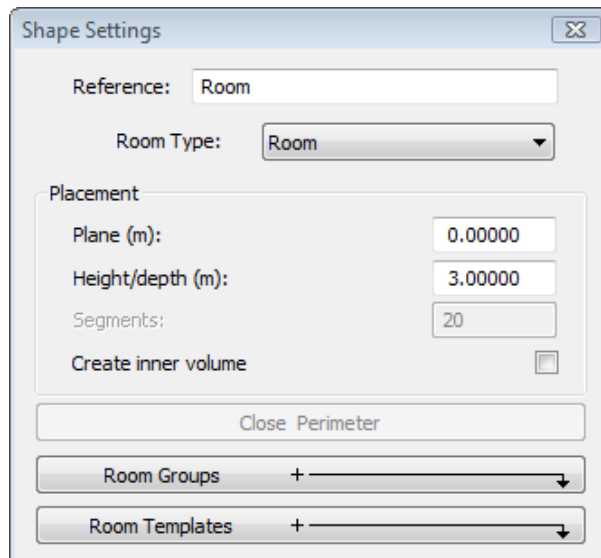 Shape Settings
Reference: Room
Room Type: Room
Placement
Plane (m): 0.00000
Height/depth (m): 3.00000
Segments: 20
Create inner volume
Close Perimeter
Room Groups +
Room Templates +